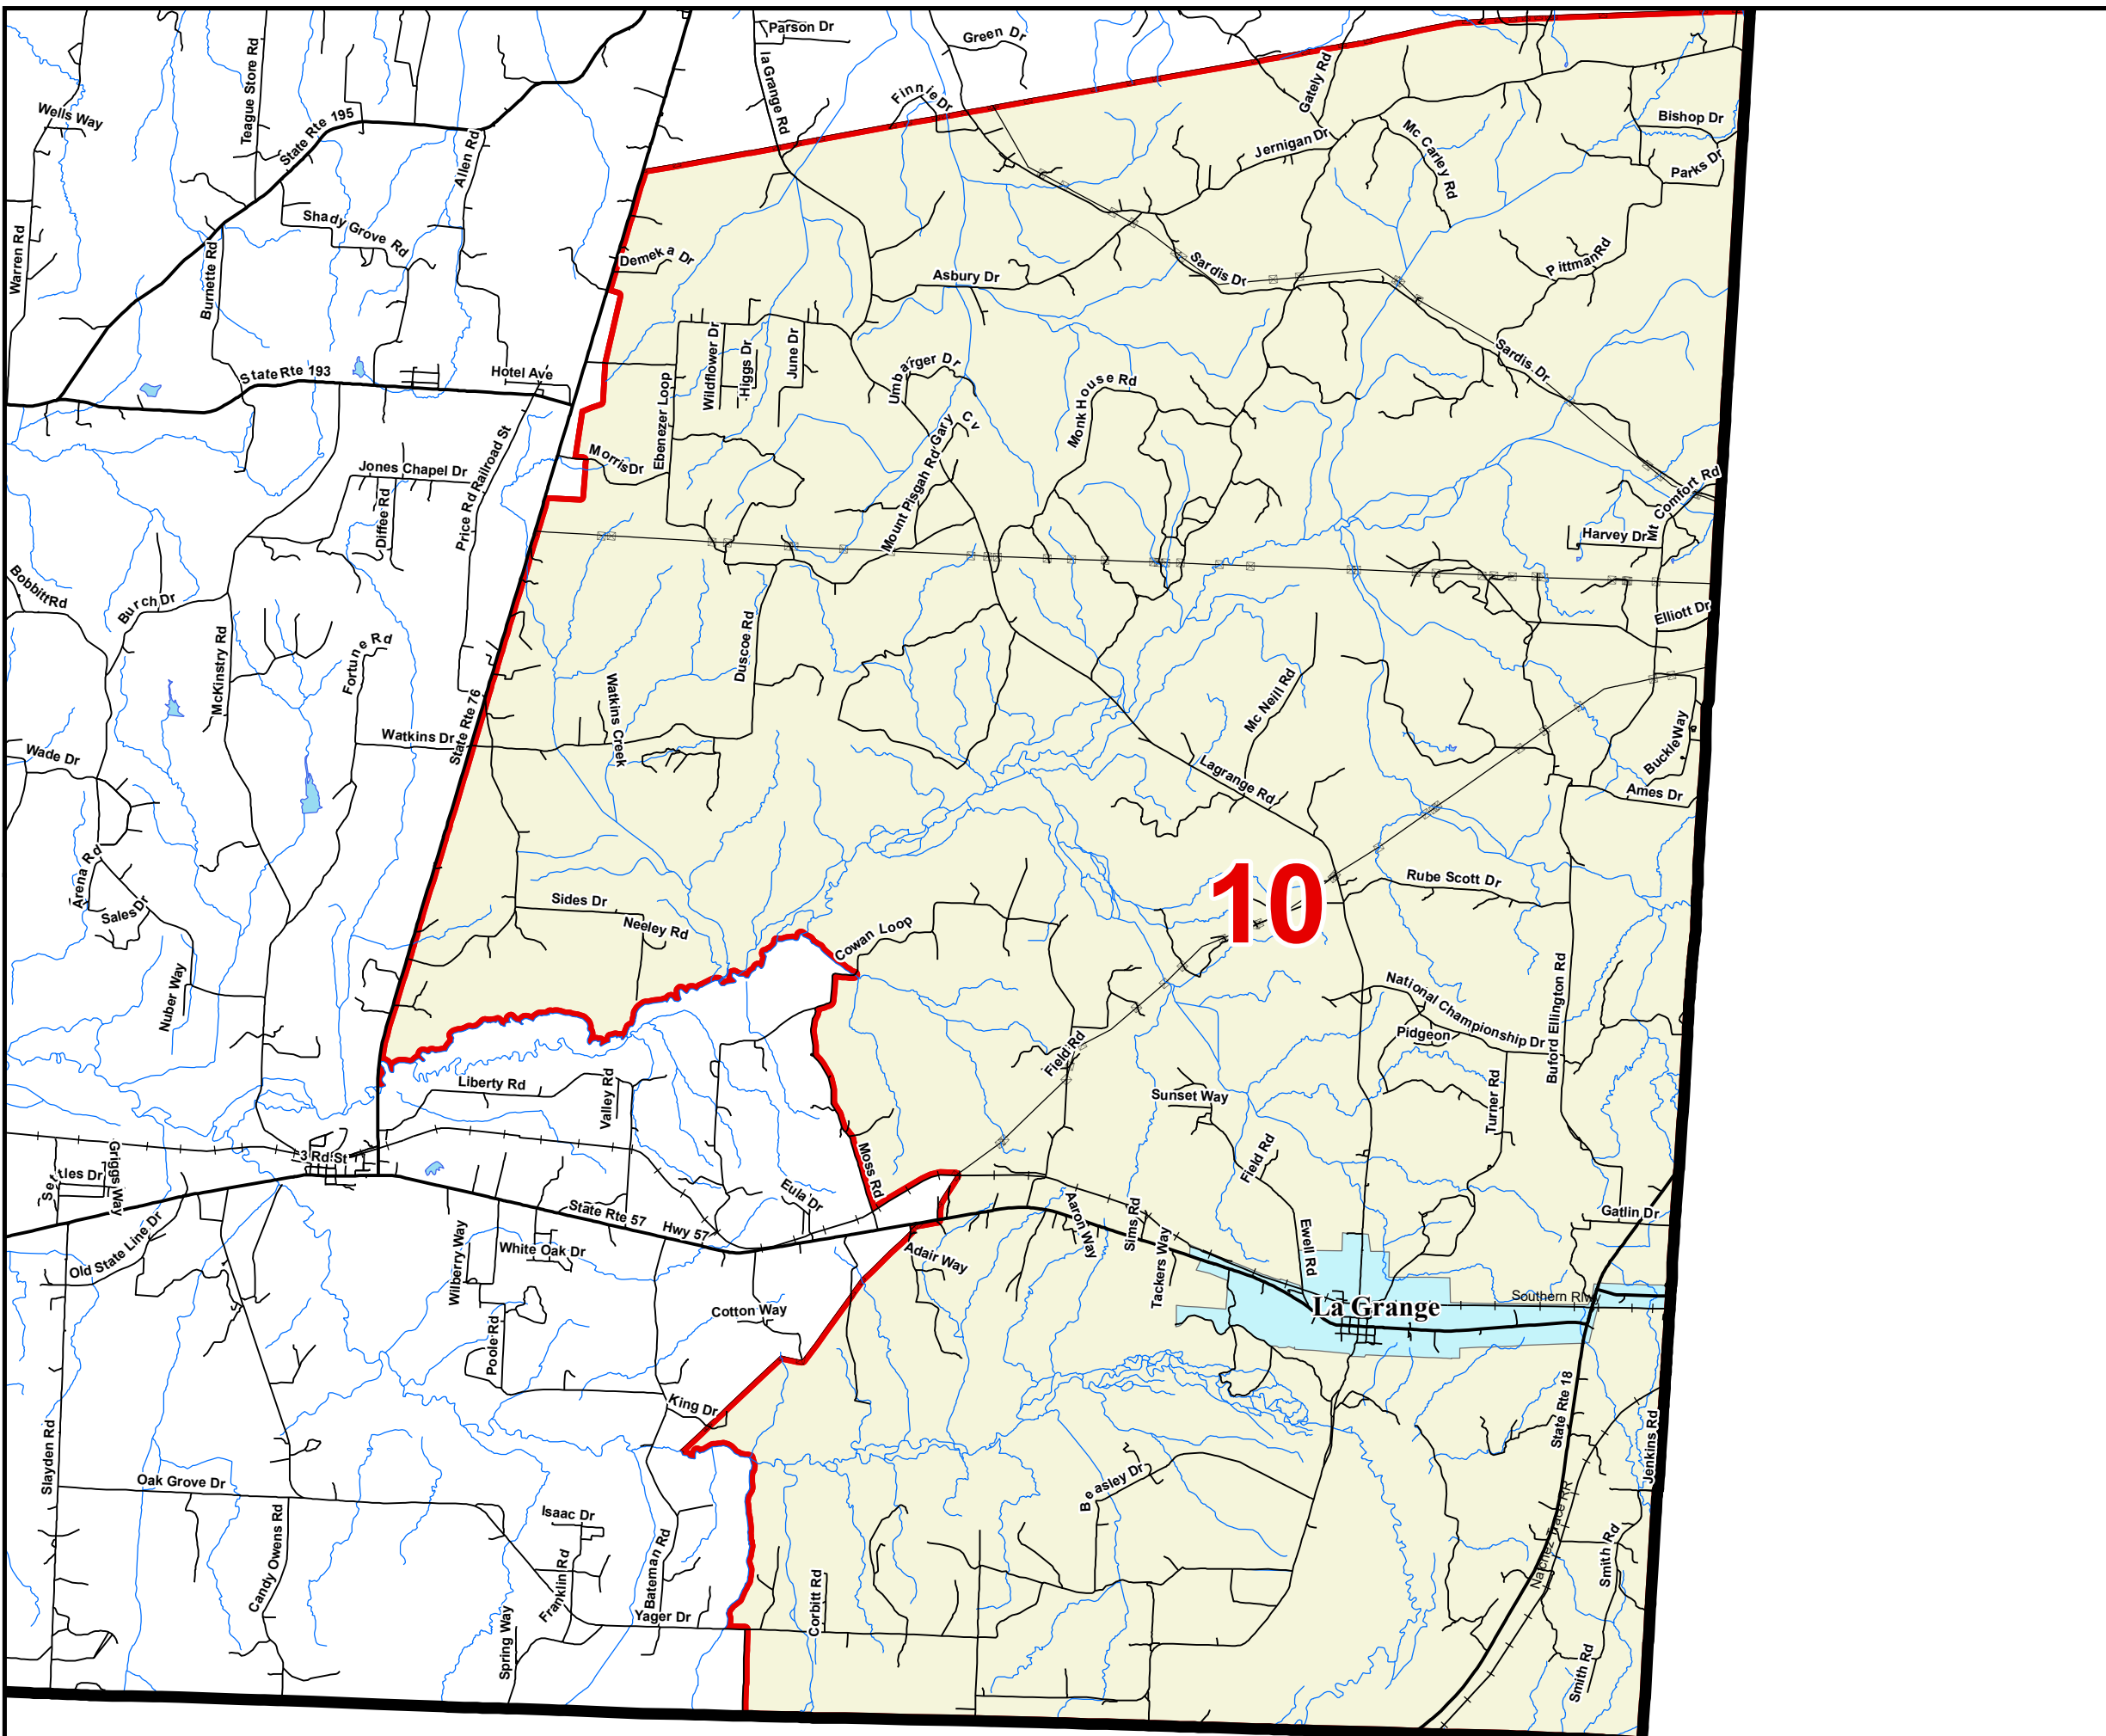 Parson Dr
Green Dr
Teague Store Rd
la Grange Rd
Gately Rd
Finnie Dr
Wells Way
State Rte 195
Allen Rd
Bishop Dr
Jernigan Dr
Mc Carley Rd
Parks Dr
Shady Grove Rd
Warren Rd
Burnette Rd
Demeka Dr
Asbury Dr
Sardis Dr
Pittman Rd
Wildflower Dr
Higgs Dr
June Dr
Umbarger Dr
Sardis Dr
State Rte 193
Hotel Ave
Ebenezer Loop
Monk House Rd
Gary Cv
Mount Pisgah Rd
Morris Dr
Jones Chapel Dr
Diffee Rd
Price Rd
Railroad St
Mt Comfort Rd
Harvey Dr
Bobbitt Rd
Burch Dr
McKinstry Rd
Fortune Rd
Duscoe Rd
Elliott Dr
Watkins Creek
Mc Neill Rd
State Rte 76
Watkins Dr
Buckle Way
Wade Dr
Lagrange Rd
Ames Dr
Arena Rd
Sales Dr
10
Rube Scott Dr
Sides Dr
Neeley Rd
Cowan Loop
Nuber Way
National Championship Dr
Buford Ellington Rd
Pidgeon
Field Rd
Liberty Rd
Valley Rd
Sunset Way
Turner Rd
3 Rd St
Griggs Way
Settles Dr
Moss Rd
Field Rd
Eula Dr
State Rte 57
Hwy 57
Old State Line Dr
White Oak Dr
Wilberry Way
Adair Way
Aaron Way
Sims Rd
Tackers Way
Ewell Rd
Gatlin Dr
Cotton Way
La Grange
Southern Rlwy
Poole Rd
King Dr
State Rte 18
Jenkins Rd
Slayden Rd
Oak Grove Dr
Beasley Dr
Candy Owens Rd
Isaac Dr
Franklin Rd
Bateman Rd
Natchez Trace RR
Smith Rd
Corbitt Rd
Yager Dr
Spring Way
Smith Rd